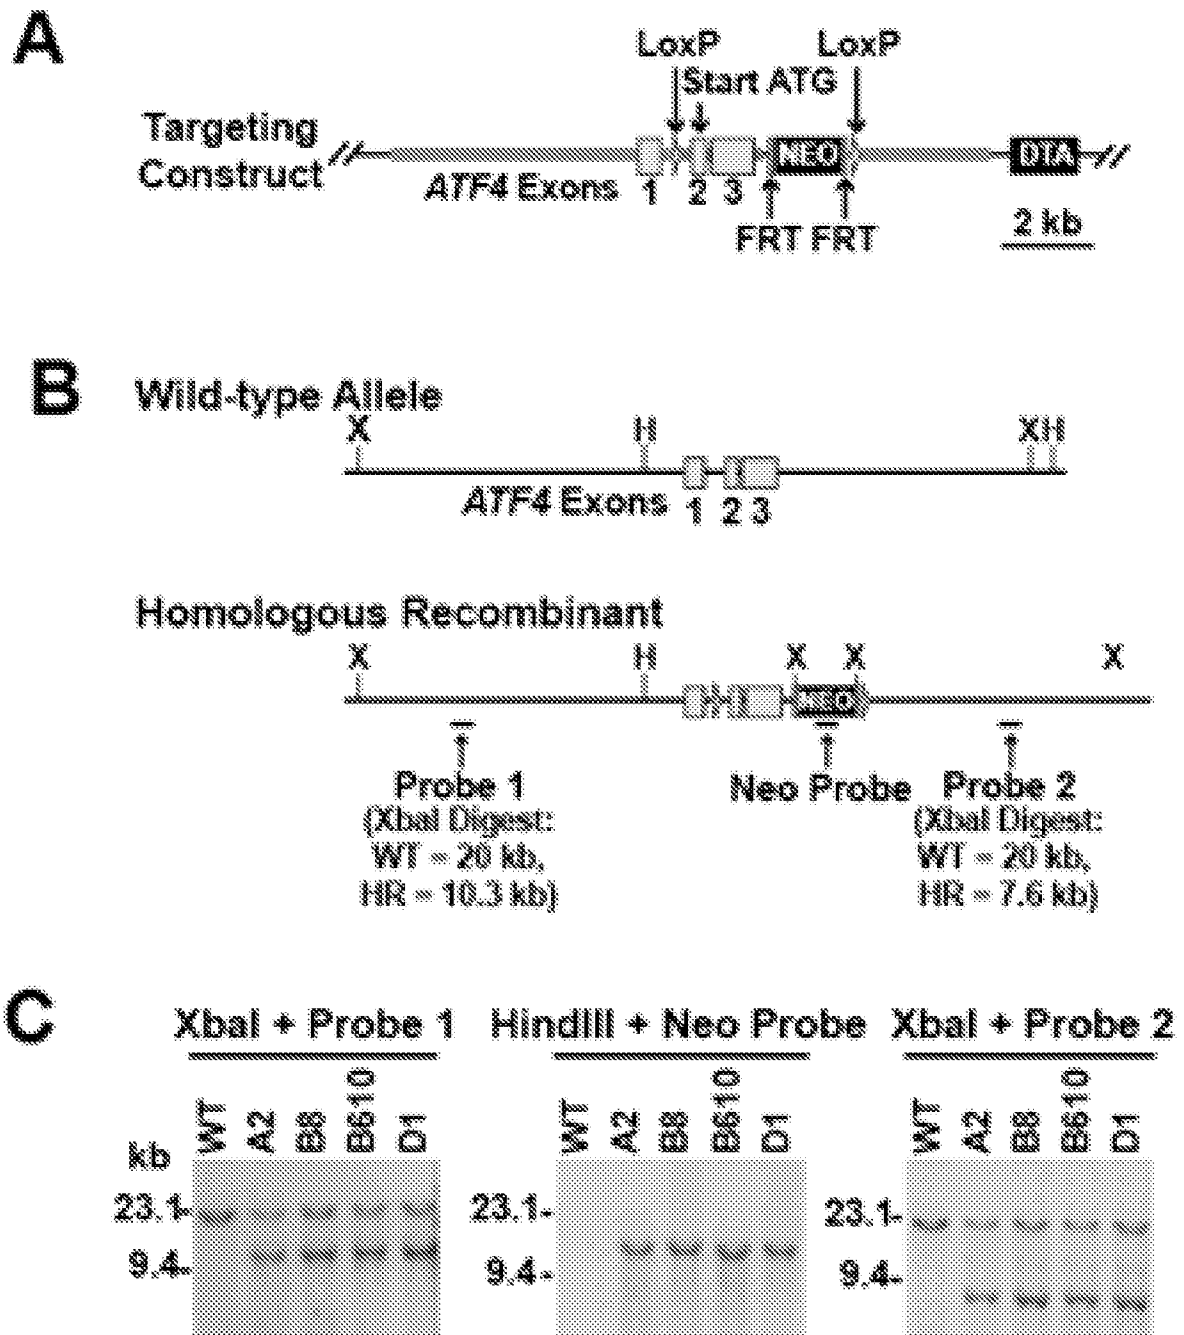 A
LoxP LoxP
Start ATG
Targeting
Construct
NEO DTA
ATF4 Exons 1 2 3
FRT FRT
2 kb
B
Wild-type Allele
X H XH
ATF4 Exons 1 2 3
Homologous Recombinant
X H X X X
NEO
Probe 1 Neo Probe Probe 2
(XbaI Digest: (XbaI Digest:
WT = 20 kb, WT = 20 kb,
HR = 10.3 kb) HR = 7.6 kb)
C
XbaI + Probe 1 HindIII + Neo Probe XbaI + Probe 2
WT A2 B8 B610 D1 WT A2 B8 B610 D1 WT A2 B8 B610 D1
kb
23.1- 23.1- 23.1-
9.4- 9.4- 9.4-